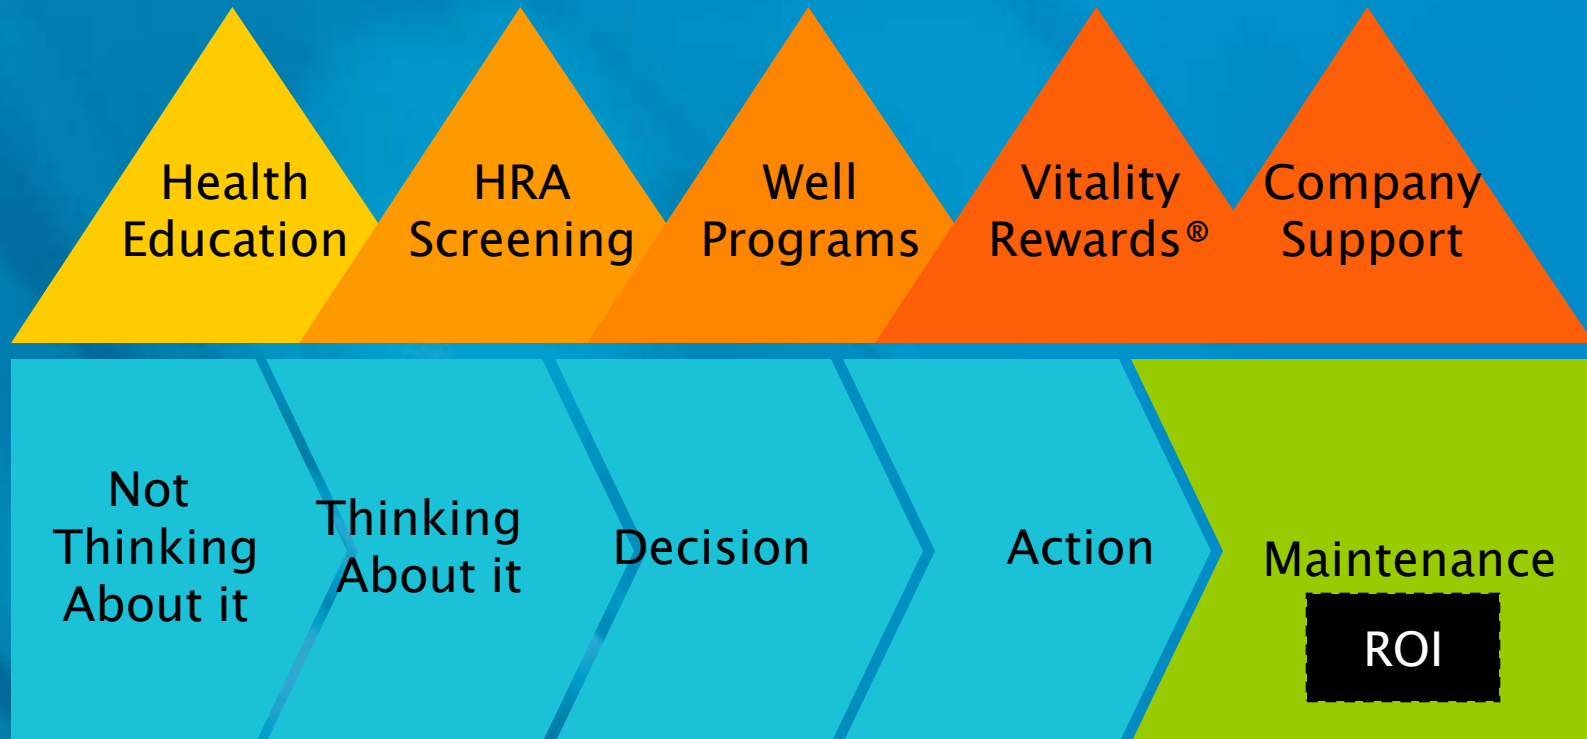 Health
Education
HRA
Screening
Well
Programs
Vitality
Rewards®
Company
Support
Not
Thinking
About it
Thinking
About it
Decision
Action
Maintenance
ROI